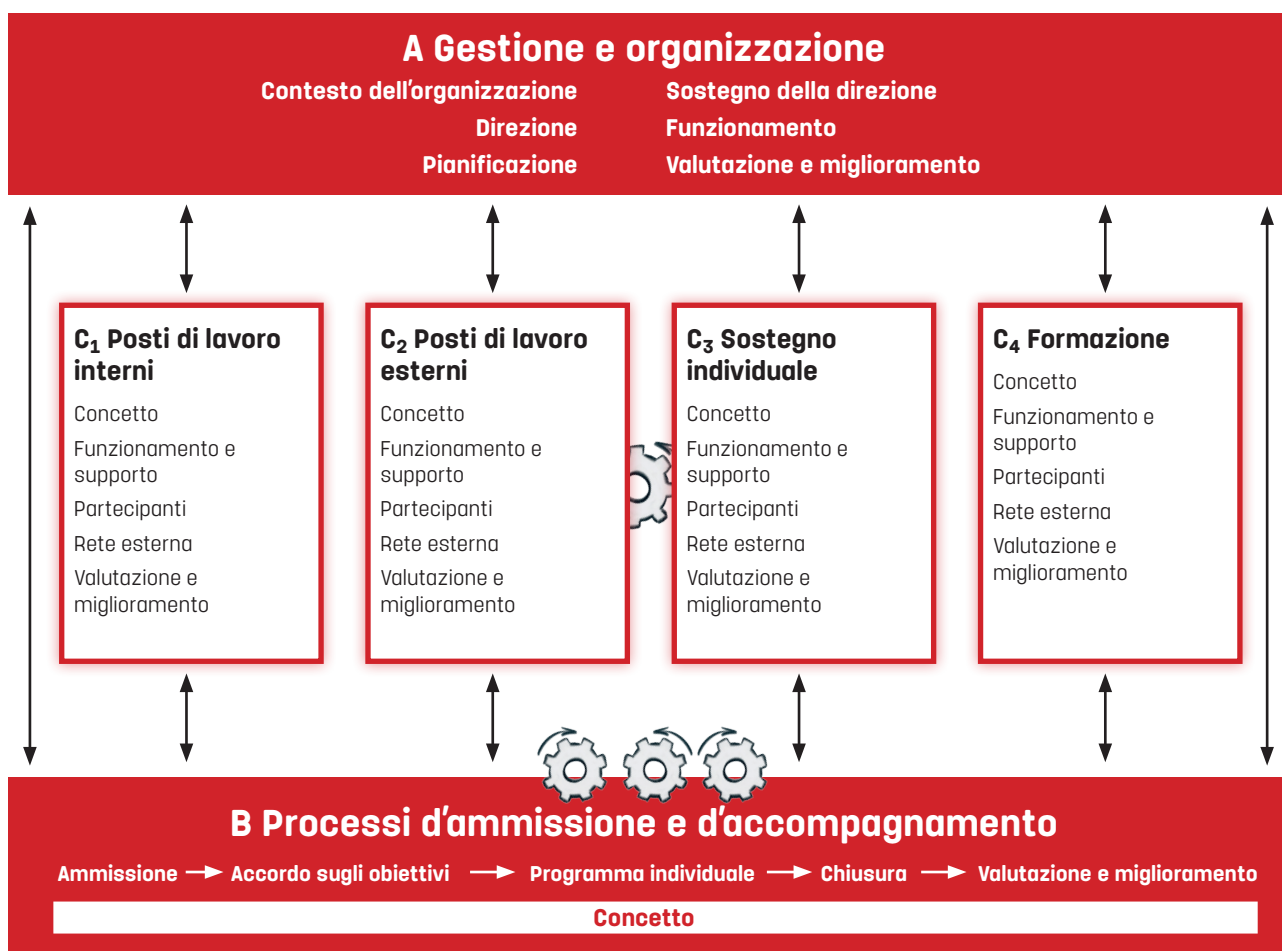 A Gestione e organizzazione
Contesto dell'organizzazione
Direzione
Pianificazione
Sostegno della direzione
Funzionamento
Valutazione e miglioramento
C₁ Posti di lavoro
interni
Concetto
Funzionamento e
supporto
Partecipanti
Rete esterna
Valutazione e
miglioramento
C₂ Posti di lavoro
esterni
Concetto
Funzionamento e
supporto
Partecipanti
Rete esterna
Valutazione e
miglioramento
C₃ Sostegno
individuale
Concetto
Funzionamento e
supporto
Partecipanti
Rete esterna
Valutazione e
miglioramento
C₄ Formazione
Concetto
Funzionamento e
supporto
Partecipanti
Rete esterna
Valutazione e
miglioramento
B Processi d'ammissione e d'accompagnamento
Ammissione → Accordo sugli obiettivi → Programma individuale → Chiusura → Valutazione e miglioramento
Concetto